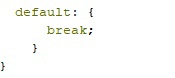 default: {
break;
}
}